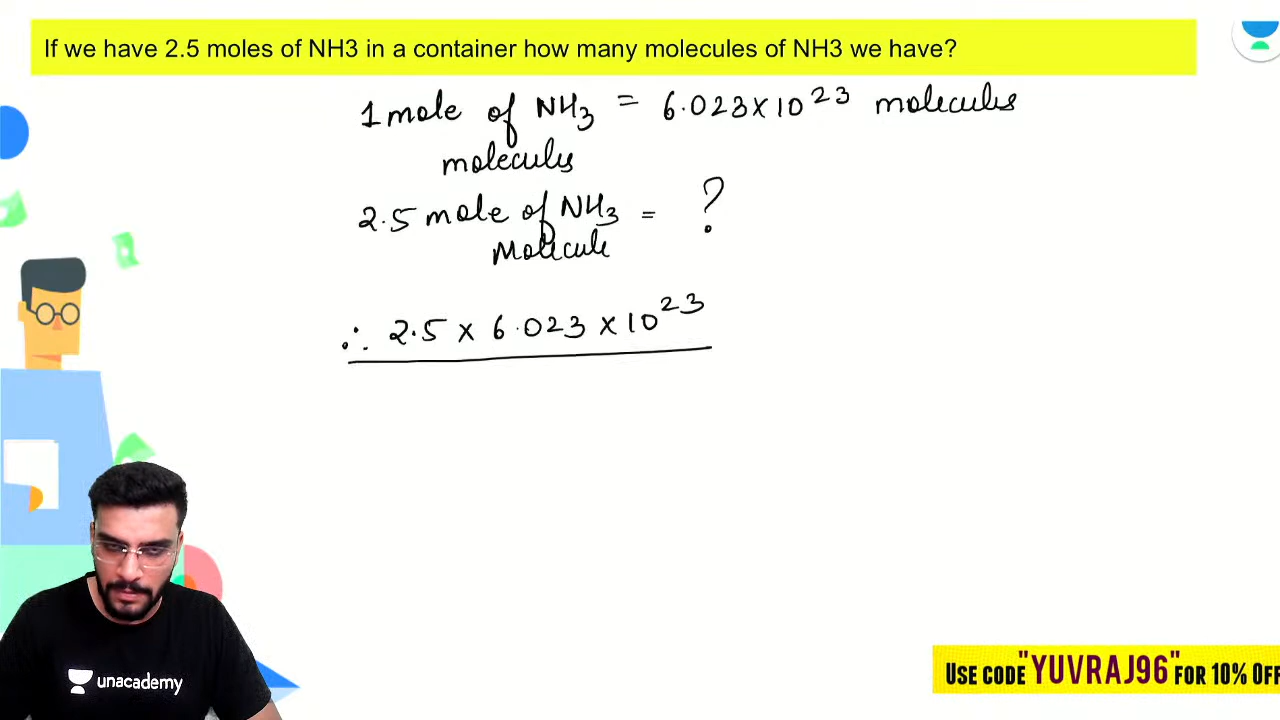 If we have 2.5 moles of NH3 in a container how many molecules of NH3 we have?
1 mole of NH3 = 6.023 x 10^23 molecules
molecules
2.5 mole of NH3 = ?
Molecule
∴ 2.5 x 6.023 x 10^23
unacademy
USE CODE "YUVRAJ96" FOR 10% OFF